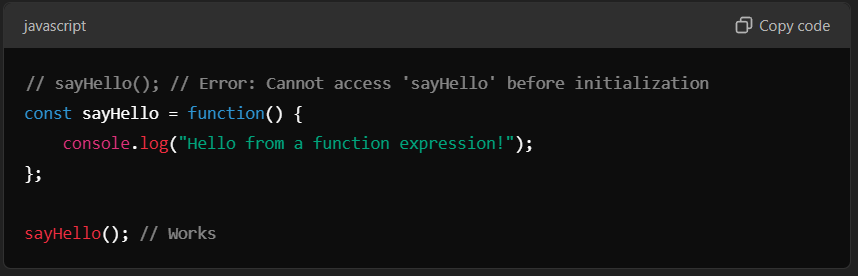 javascript
Copy code
// sayHello(); // Error: Cannot access 'sayHello' before initialization
const sayHello = function() {
    console.log("Hello from a function expression!");
};
sayHello(); // Works